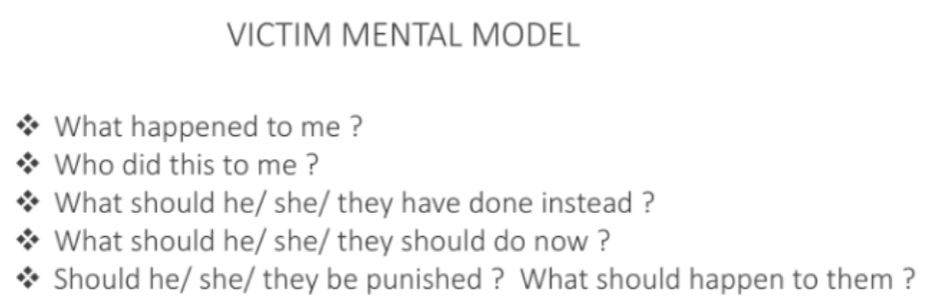 VICTIM MENTAL MODEL
❖ What happened to me ?
❖ Who did this to me ?
❖ What should he/ she/ they have done instead ?
❖ What should he/ she/ they should do now ?
❖ Should he/ she/ they be punished ? What should happen to them ?